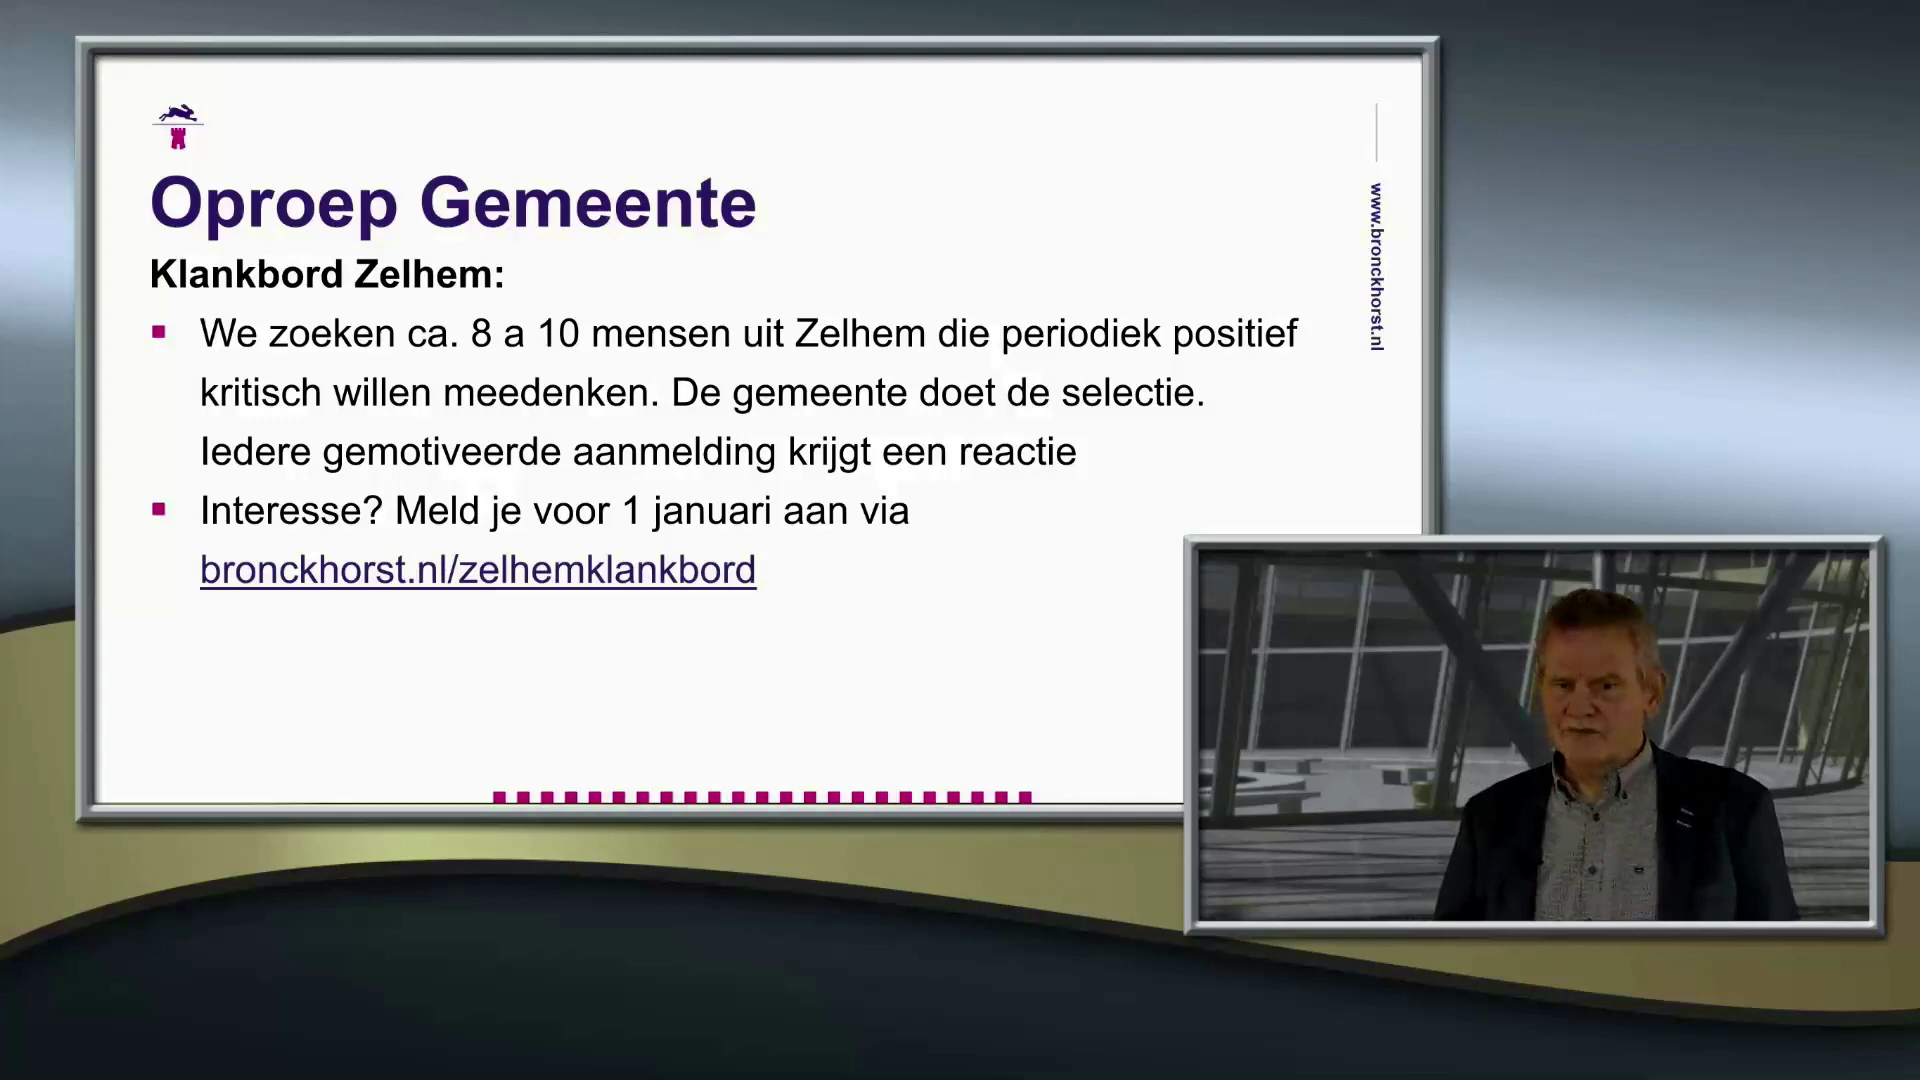 Oproep Gemeente
Klankbord Zelhem:
We zoeken ca. 8 a 10 mensen uit Zelhem die periodiek positief
kritisch willen meedenken. De gemeente doet de selectie.
Iedere gemotiveerde aanmelding krijgt een reactie
Interesse? Meld je voor 1 januari aan via
bronckhorst.nl/zelhemklankbord
www.bronckhorst.nl